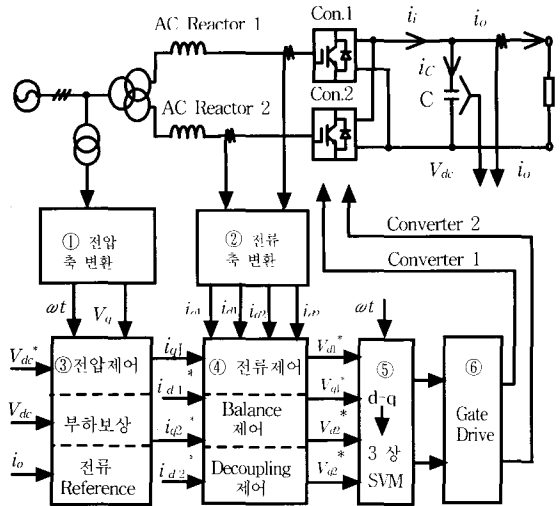 AC Reactor 1
Con.1
i_i
i_o
AC Reactor 2
Con.2
i_C
C
V_dc
i_o
① 전압
축 변환
② 전류
축 변환
Converter 2
Converter 1
ωt
V_q
i_q1
i_d1
i_d2
i_q2
ωt
V_dc*
③전압제어
i_q1*
④ 전류제어
V_d1*
⑤
⑥
i_d1*
V_q1*
d-q
V_dc
부하보상
Balance
제어
Gate
Drive
i_q2*
V_d2*
3 상
i_o
전류
Reference
i_d2*
Decoupling
제어
V_q2*
SVM